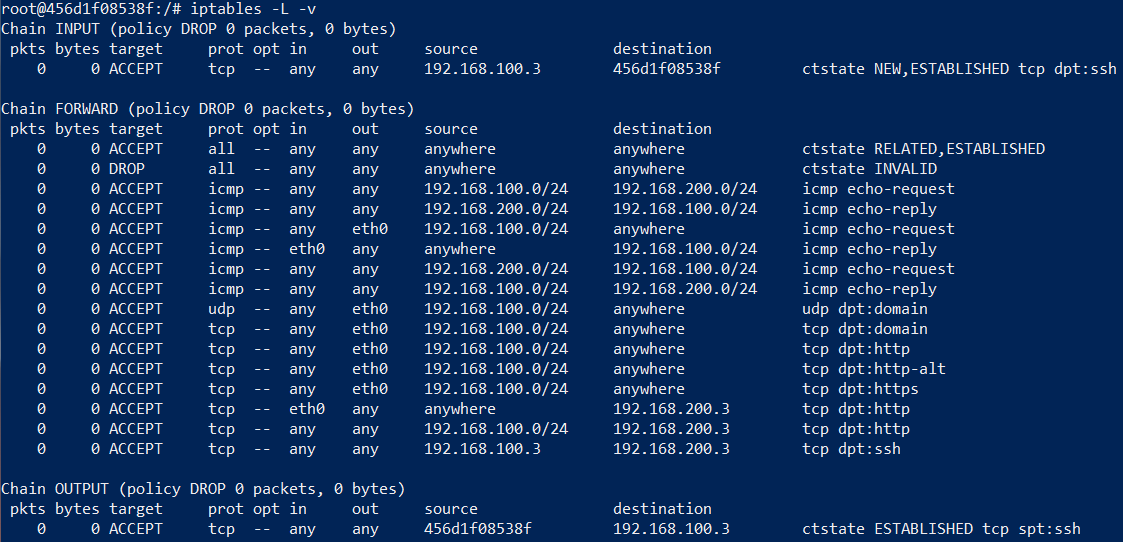 root@456d1f08538f:/# iptables -L -v
Chain INPUT (policy DROP 0 packets, 0 bytes)
 pkts bytes target     prot opt in     out     source               destination
    0     0 ACCEPT     tcp  --  any    any     192.168.100.3        456d1f08538f         ctstate NEW,ESTABLISHED tcp dpt:ssh

Chain FORWARD (policy DROP 0 packets, 0 bytes)
 pkts bytes target     prot opt in     out     source               destination
    0     0 ACCEPT     all  --  any    any     anywhere             anywhere             ctstate RELATED,ESTABLISHED
    0     0 DROP       all  --  any    any     anywhere             anywhere             ctstate INVALID
    0     0 ACCEPT     icmp --  any    any     192.168.100.0/24     192.168.200.0/24     icmp echo-request
    0     0 ACCEPT     icmp --  any    any     192.168.200.0/24     192.168.100.0/24     icmp echo-reply
    0     0 ACCEPT     icmp --  any    eth0    192.168.100.0/24     anywhere             icmp echo-request
    0     0 ACCEPT     icmp --  eth0   any     anywhere             192.168.100.0/24     icmp echo-reply
    0     0 ACCEPT     icmp --  any    any     192.168.200.0/24     192.168.100.0/24     icmp echo-request
    0     0 ACCEPT     icmp --  any    any     192.168.100.0/24     192.168.200.0/24     icmp echo-reply
    0     0 ACCEPT     udp  --  any    eth0    192.168.100.0/24     anywhere             udp dpt:domain
    0     0 ACCEPT     tcp  --  any    eth0    192.168.100.0/24     anywhere             tcp dpt:domain
    0     0 ACCEPT     tcp  --  any    eth0    192.168.100.0/24     anywhere             tcp dpt:http
    0     0 ACCEPT     tcp  --  any    eth0    192.168.100.0/24     anywhere             tcp dpt:http-alt
    0     0 ACCEPT     tcp  --  any    eth0    192.168.100.0/24     anywhere             tcp dpt:https
    0     0 ACCEPT     tcp  --  eth0   any     anywhere             192.168.200.3        tcp dpt:http
    0     0 ACCEPT     tcp  --  any    any     192.168.100.0/24     192.168.200.3        tcp dpt:http
    0     0 ACCEPT     tcp  --  any    any     192.168.100.3        192.168.200.3        tcp dpt:ssh

Chain OUTPUT (policy DROP 0 packets, 0 bytes)
 pkts bytes target     prot opt in     out     source               destination
    0     0 ACCEPT     tcp  --  any    any     456d1f08538f         192.168.100.3        ctstate ESTABLISHED tcp spt:ssh